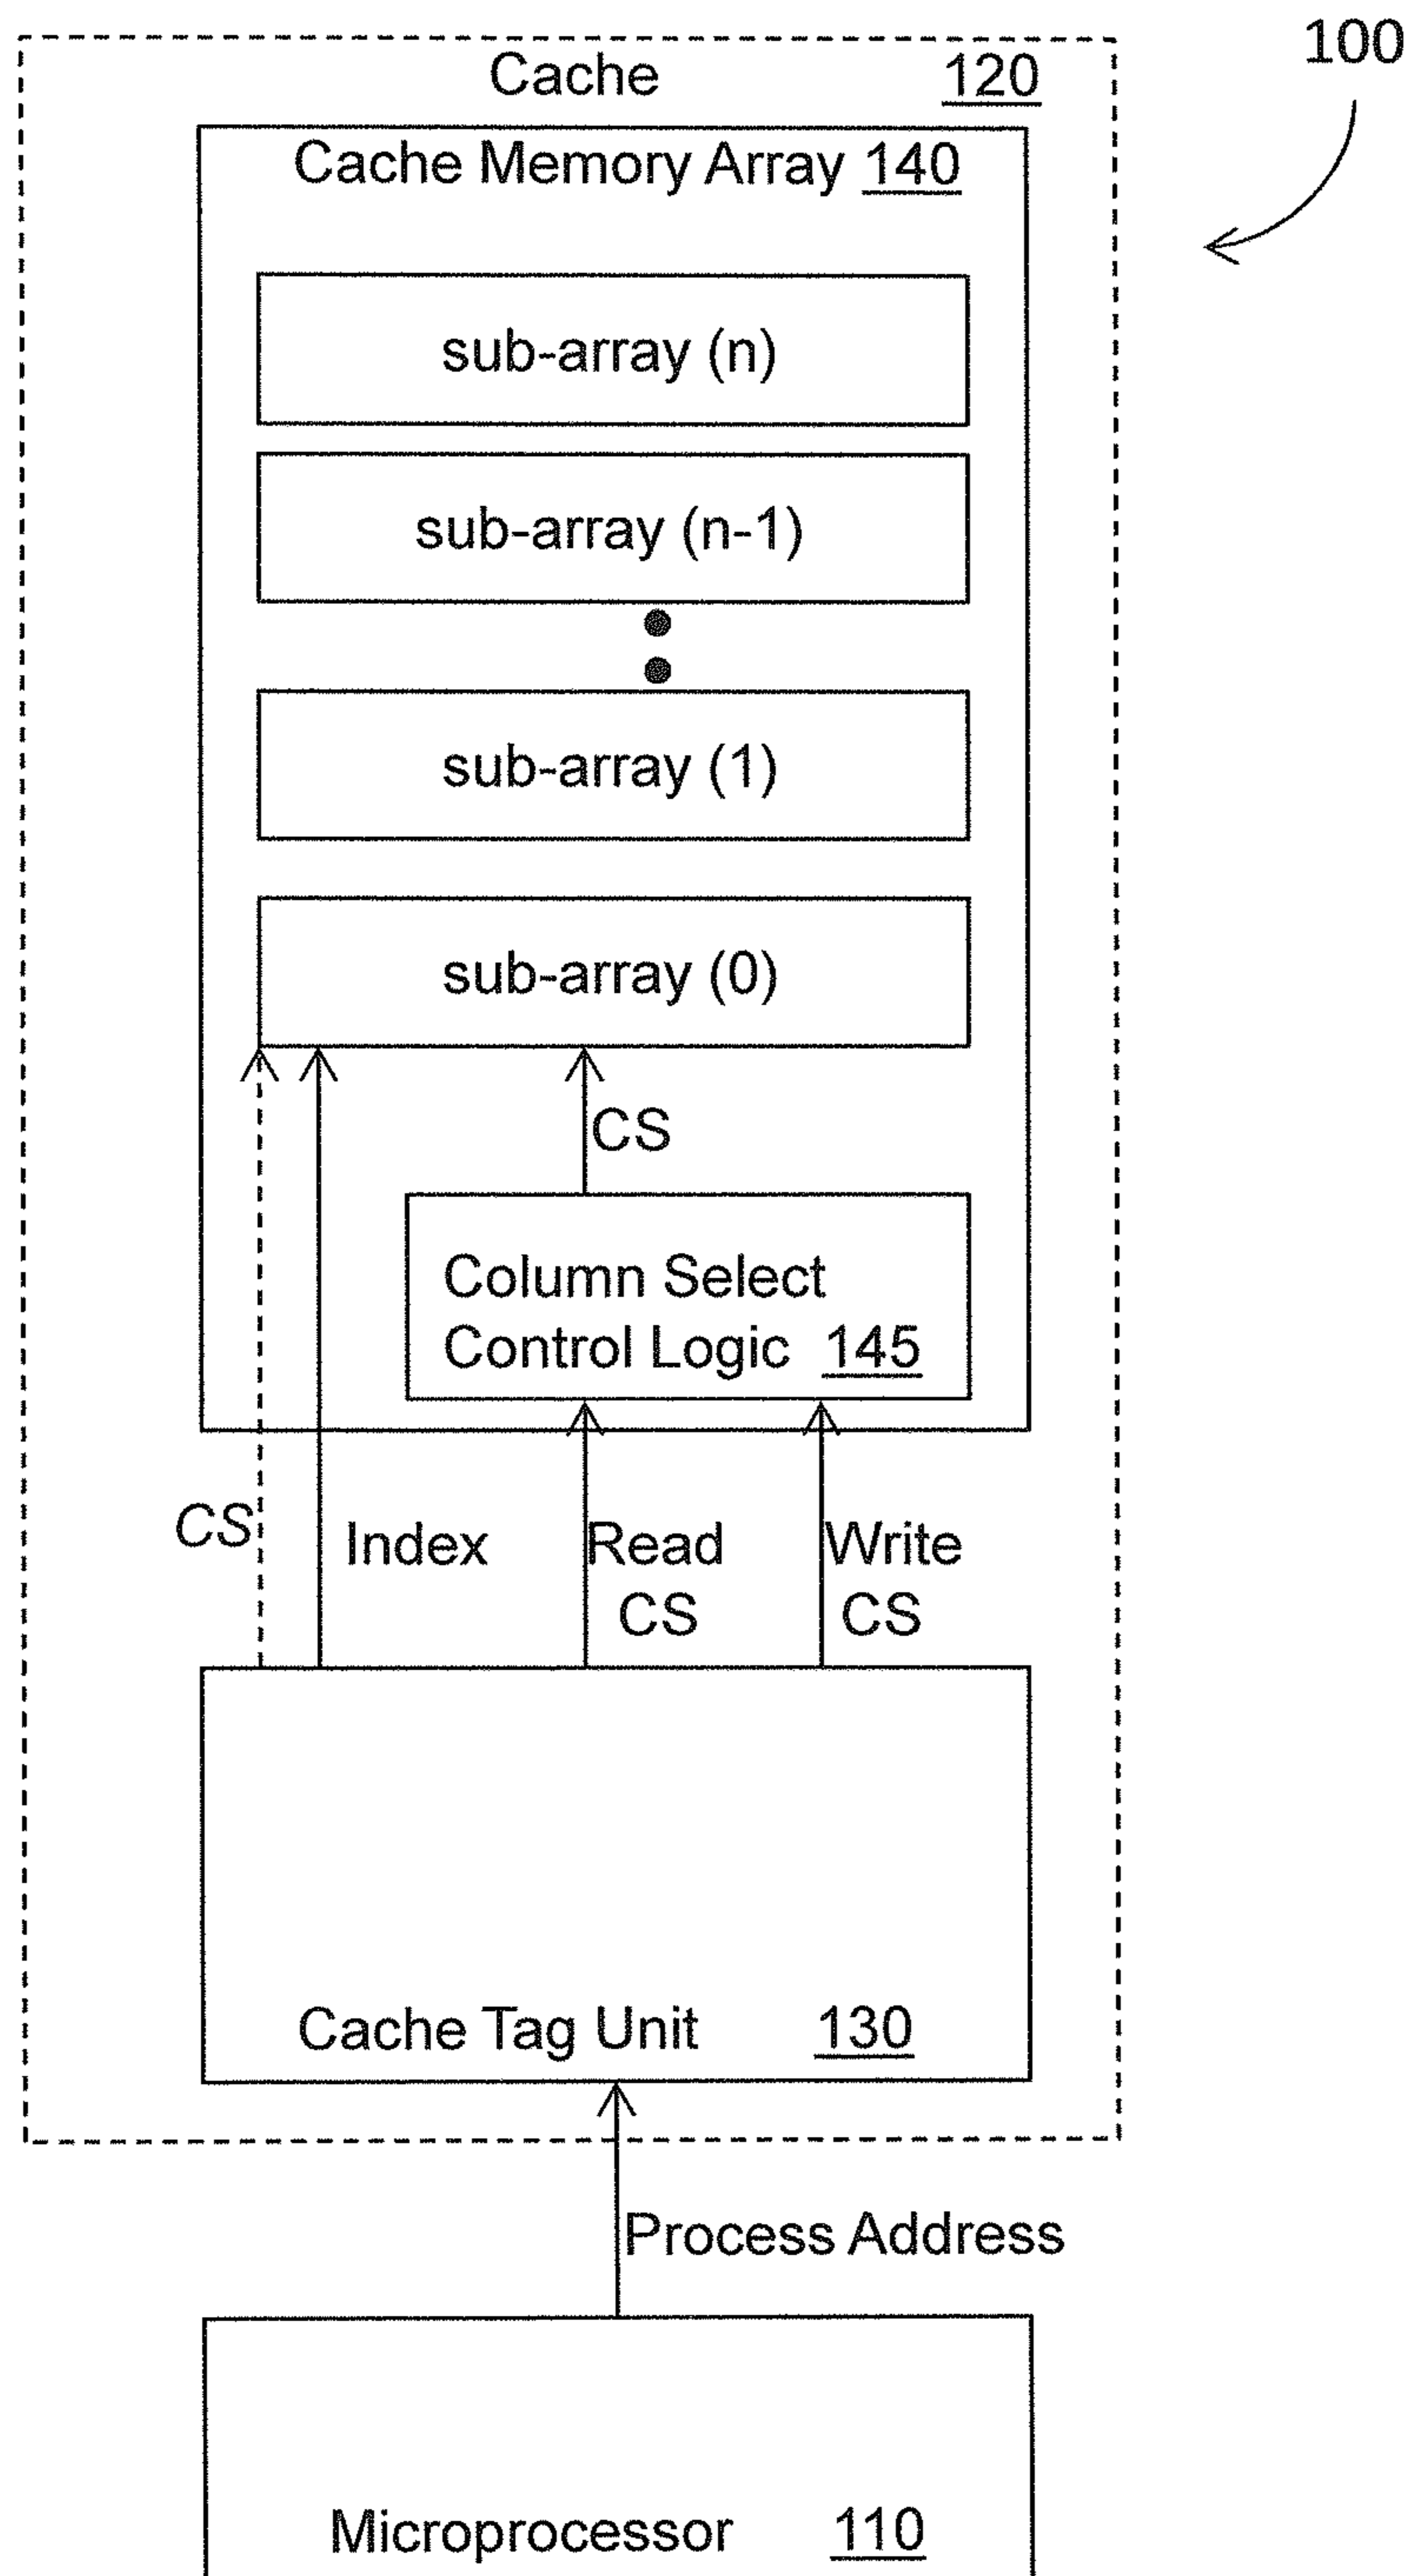 100
Cache 120
Cache Memory Array 140
sub-array (n)
sub-array (n-1)
sub-array (1)
sub-array (0)
CS
Column Select
Control Logic 145
CS Index Read Write
CS CS
Cache Tag Unit 130
Process Address
Microprocessor 110